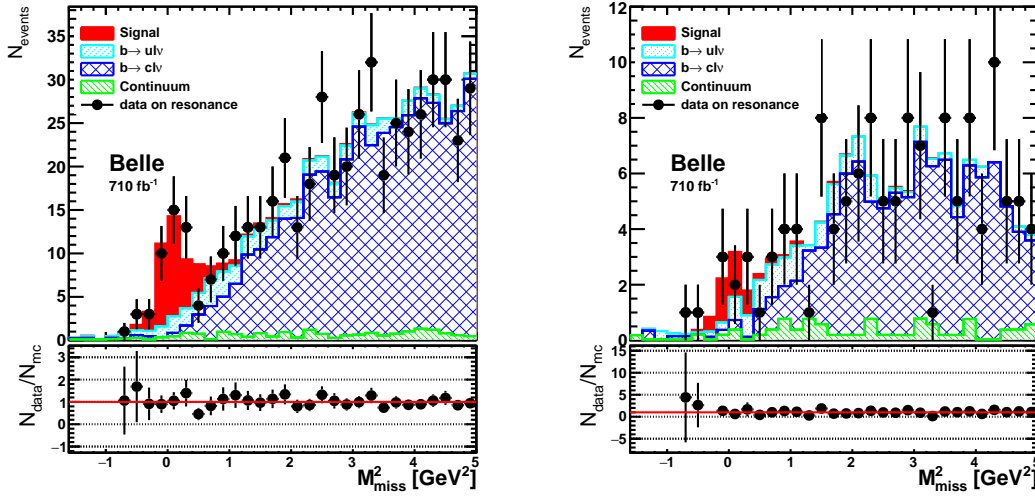 N_events
35
30
25
20
15
10
5
0
Signal
b→ ulν
b→ clν
Continuum
data on resonance
Belle
710 fb⁻¹
N_data/N_mc
3
2
1
0
−1
−1 0 1 2 3 4 5
M²_miss [GeV²]
N_events
12
10
8
6
4
2
0
Signal
b→ ulν
b→ clν
Continuum
data on resonance
Belle
710 fb⁻¹
N_data/N_mc
15
10
5
0
−5
−1 0 1 2 3 4 5
M²_miss [GeV²]